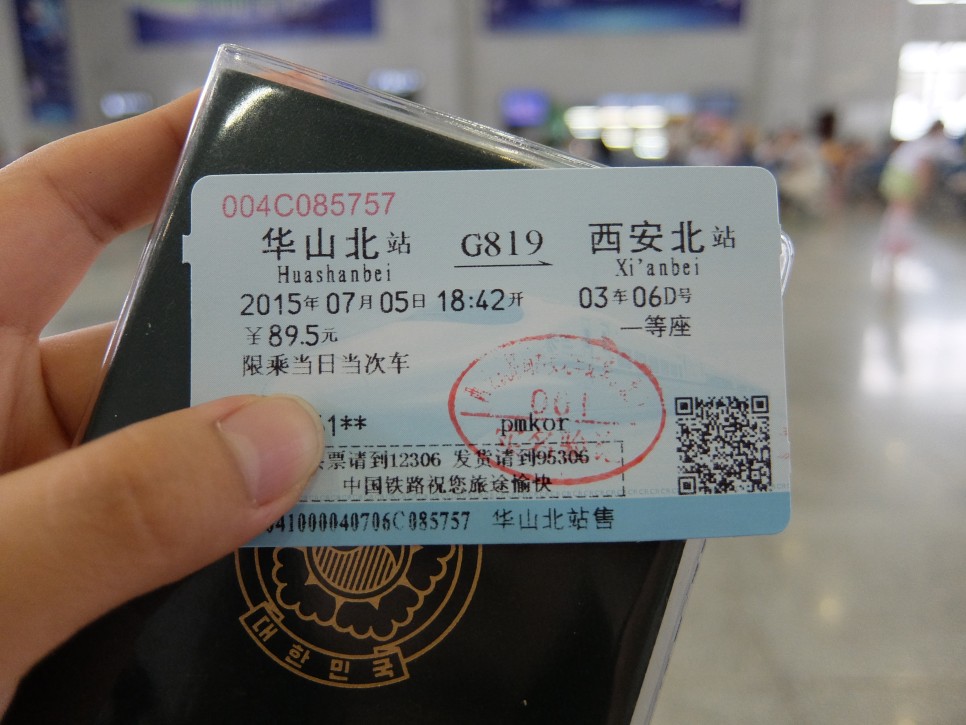 004C085757
华山北站 G819 西安北站
Huashanbei Xi'anbei
2015年07月05日 18:42开 03车06D号
￥89.5元 一等座
限乘当日当次车
1** pmkor
001
票请到12306 发货请到95306
中国铁路祝您旅途愉快
041000040706C085757 华山北站售
대한민국